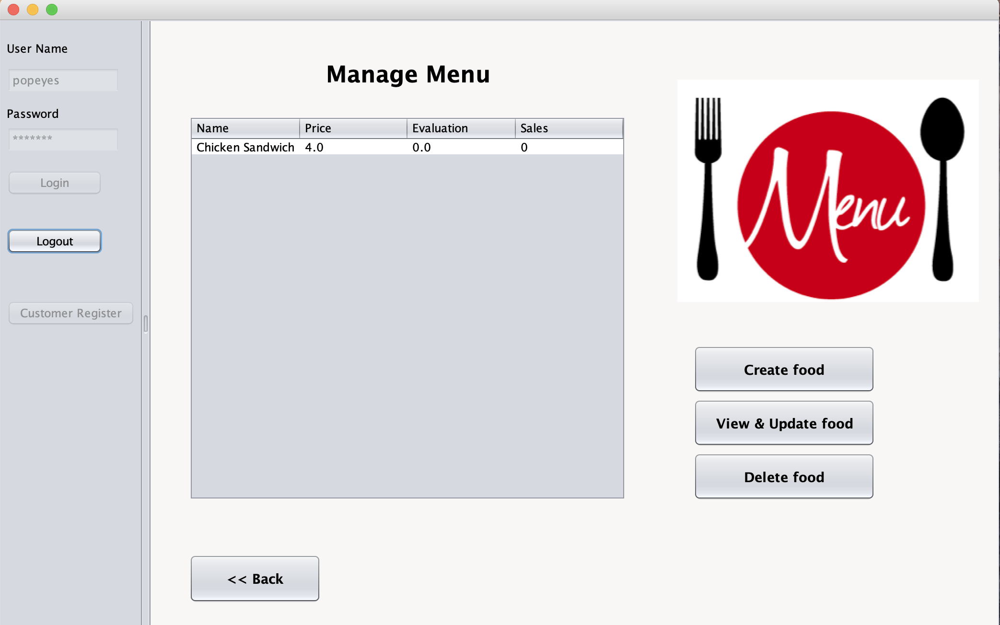 User Name
popeyes
Password
*******
Login
Logout
Customer Register
Manage Menu
Name Price Evaluation Sales
Chicken Sandwich 4.0 0.0 0
Menu
Create food
View & Update food
Delete food
<< Back